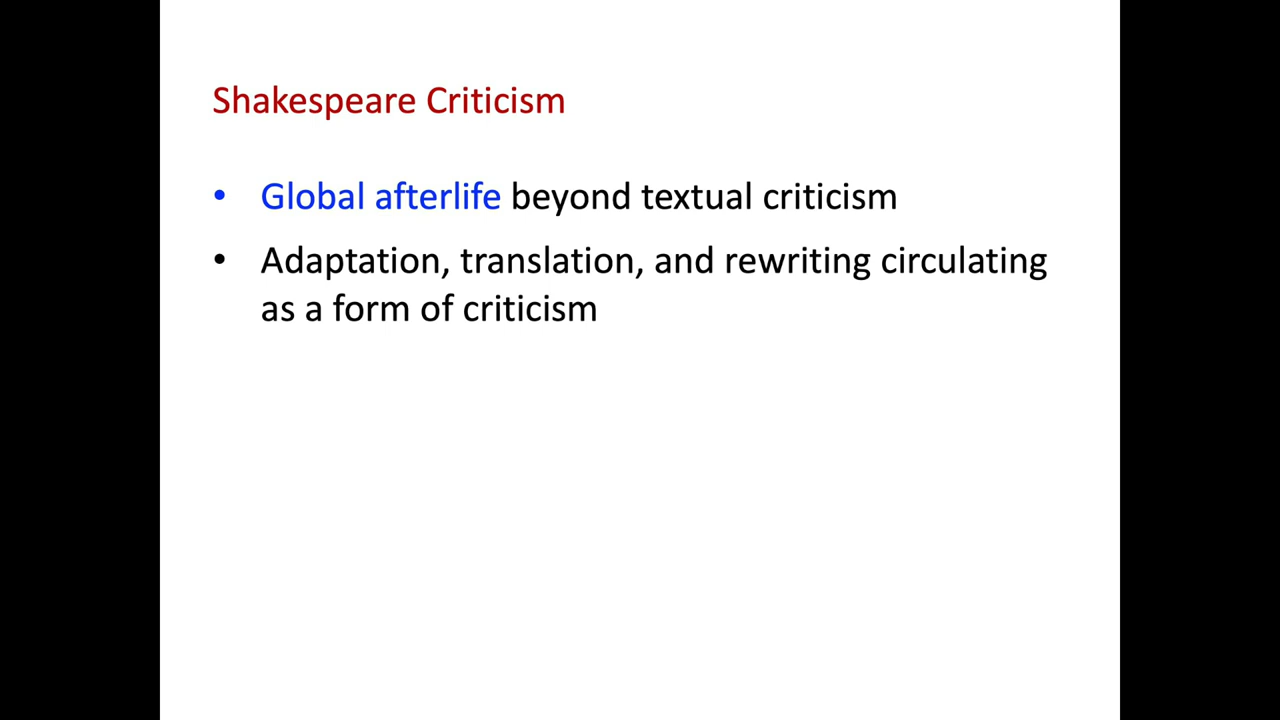 Shakespeare Criticism
• Global afterlife beyond textual criticism
• Adaptation, translation, and rewriting circulating
as a form of criticism